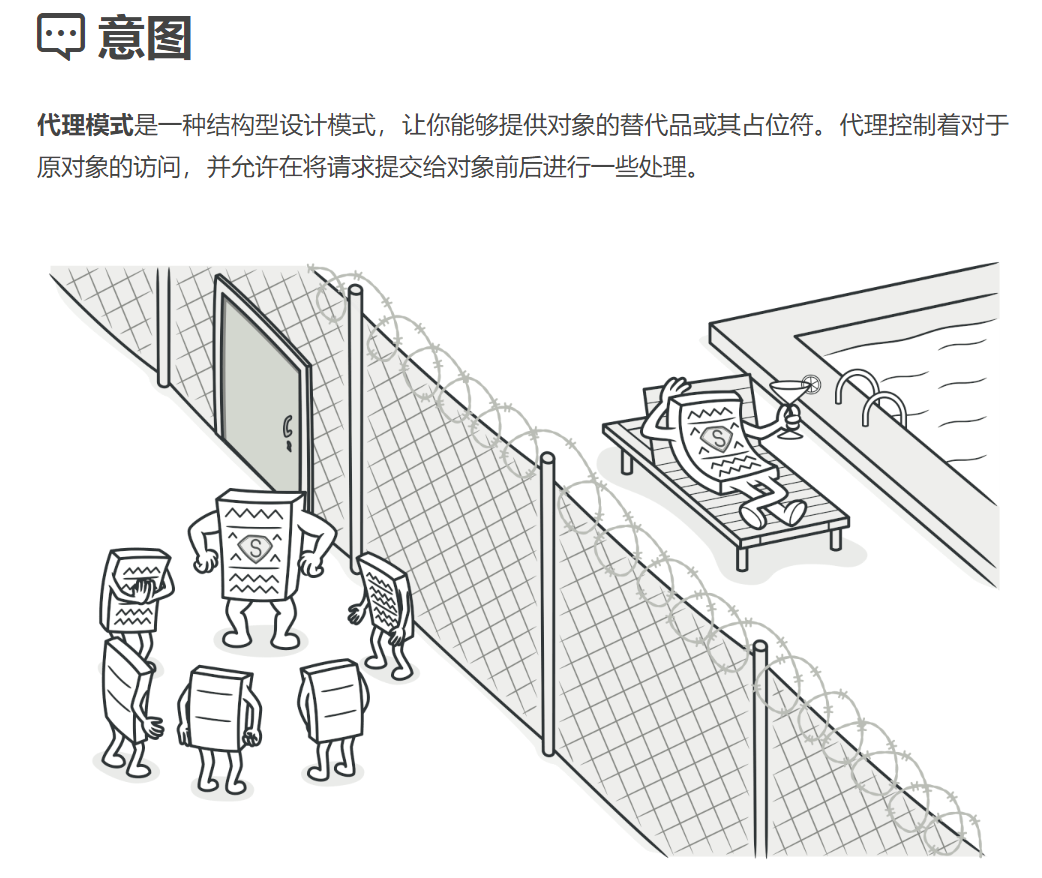 意图
代理模式是一种结构型设计模式，让你能够提供对象的替代品或其占位符。代理控制着对于
原对象的访问，并允许在将请求提交给对象前后进行一些处理。
S
S